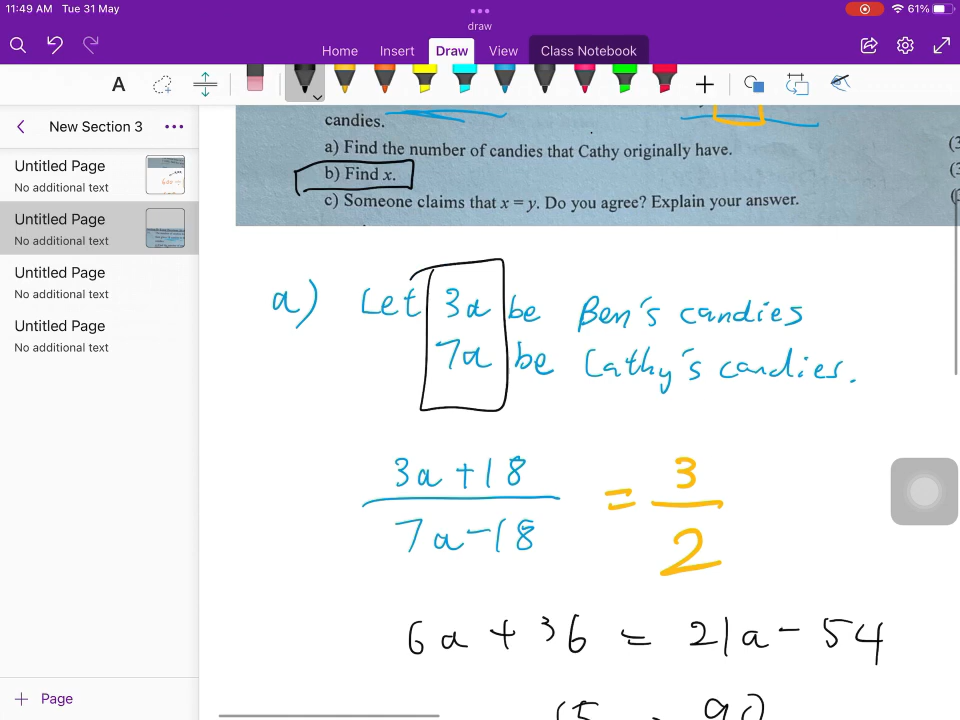 11:49 AM Tue 31 May
61%
draw
Home Insert Draw View Class Notebook
A
New Section 3
Untitled Page
No additional text
Untitled Page
No additional text
Untitled Page
No additional text
Untitled Page
No additional text
+ Page
candies.
a) Find the number of candies that Cathy originally have.
b) Find x.
c) Someone claims that x = y. Do you agree? Explain your answer.
(3
(3
a) Let 3a be Ben's candies
7a be Cathy's candies.
3a + 18
7a - 18
= 3
2
6a + 36 = 21a - 54
90